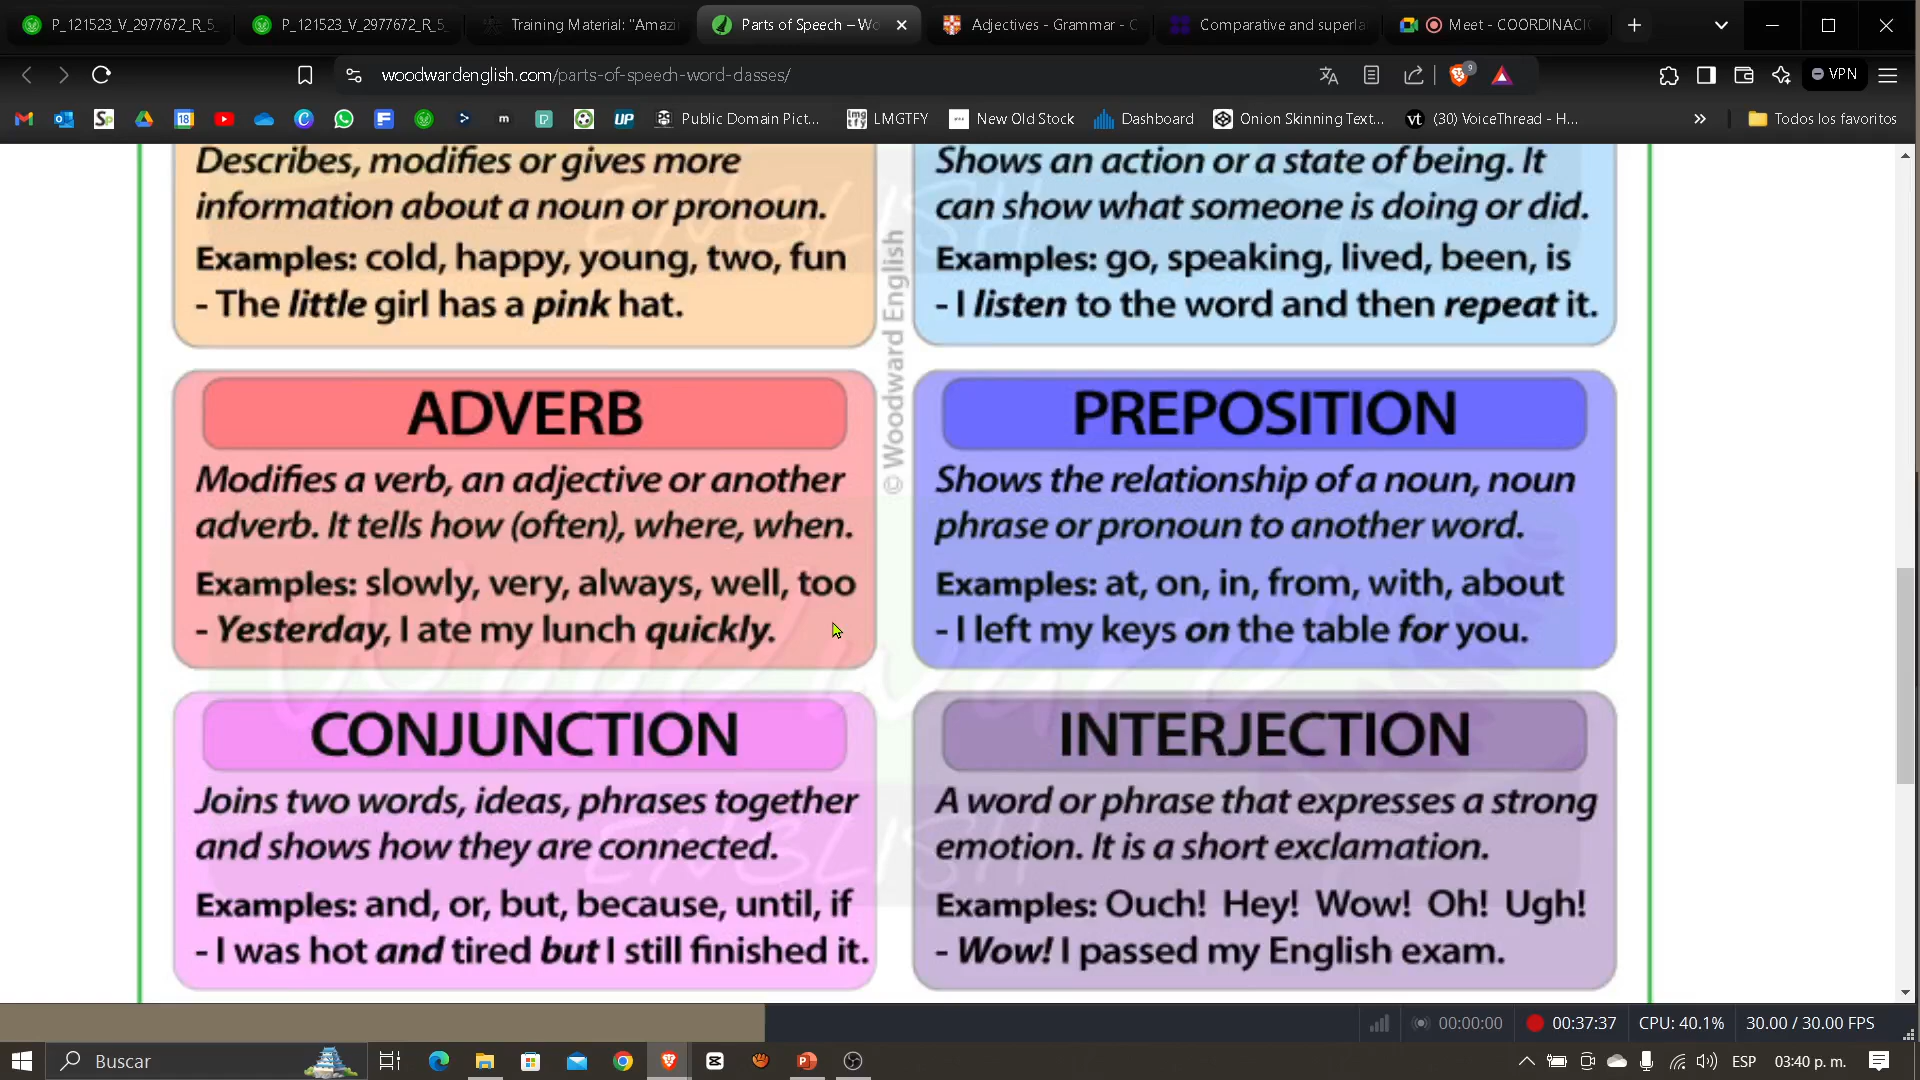 P_121523_V_2977672_R_5_
P_121523_V_2977672_R_5_
Training Material: "Amazi
Parts of Speech – Wo
Adjectives - Grammar - C
Comparative and superla
Meet - COORDINACI
woodwardenglish.com/parts-of-speech-word-classes/
9
VPN
18
UP
Public Domain Pict...
LMGTFY
New Old Stock
Dashboard
Onion Skinning Text...
vt
(30) VoiceThread - H...
Todos los favoritos
Describes, modifies or gives more
information about a noun or pronoun.
Examples: cold, happy, young, two, fun
- The little girl has a pink hat.
Shows an action or a state of being. It
can show what someone is doing or did.
Examples: go, speaking, lived, been, is
- I listen to the word and then repeat it.
© Woodward English
ADVERB
Modifies a verb, an adjective or another
adverb. It tells how (often), where, when.
Examples: slowly, very, always, well, too
- Yesterday, I ate my lunch quickly.
PREPOSITION
Shows the relationship of a noun, noun
phrase or pronoun to another word.
Examples: at, on, in, from, with, about
- I left my keys on the table for you.
CONJUNCTION
Joins two words, ideas, phrases together
and shows how they are connected.
Examples: and, or, but, because, until, if
- I was hot and tired but I still finished it.
INTERJECTION
A word or phrase that expresses a strong
emotion. It is a short exclamation.
Examples: Ouch! Hey! Wow! Oh! Ugh!
- Wow! I passed my English exam.
00:00:00
00:37:37
CPU: 40.1%
30.00 / 30.00 FPS
Buscar
ESP
03:40 p. m.